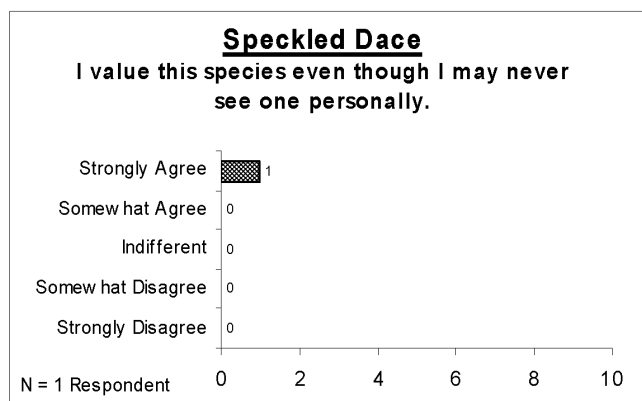 Speckled Dace
I value this species even though I may never
see one personally.
Strongly Agree 1
Somew hat Agree 0
Indifferent 0
Somew hat Disagree 0
Strongly Disagree 0
0 2 4 6 8 10
N = 1 Respondent